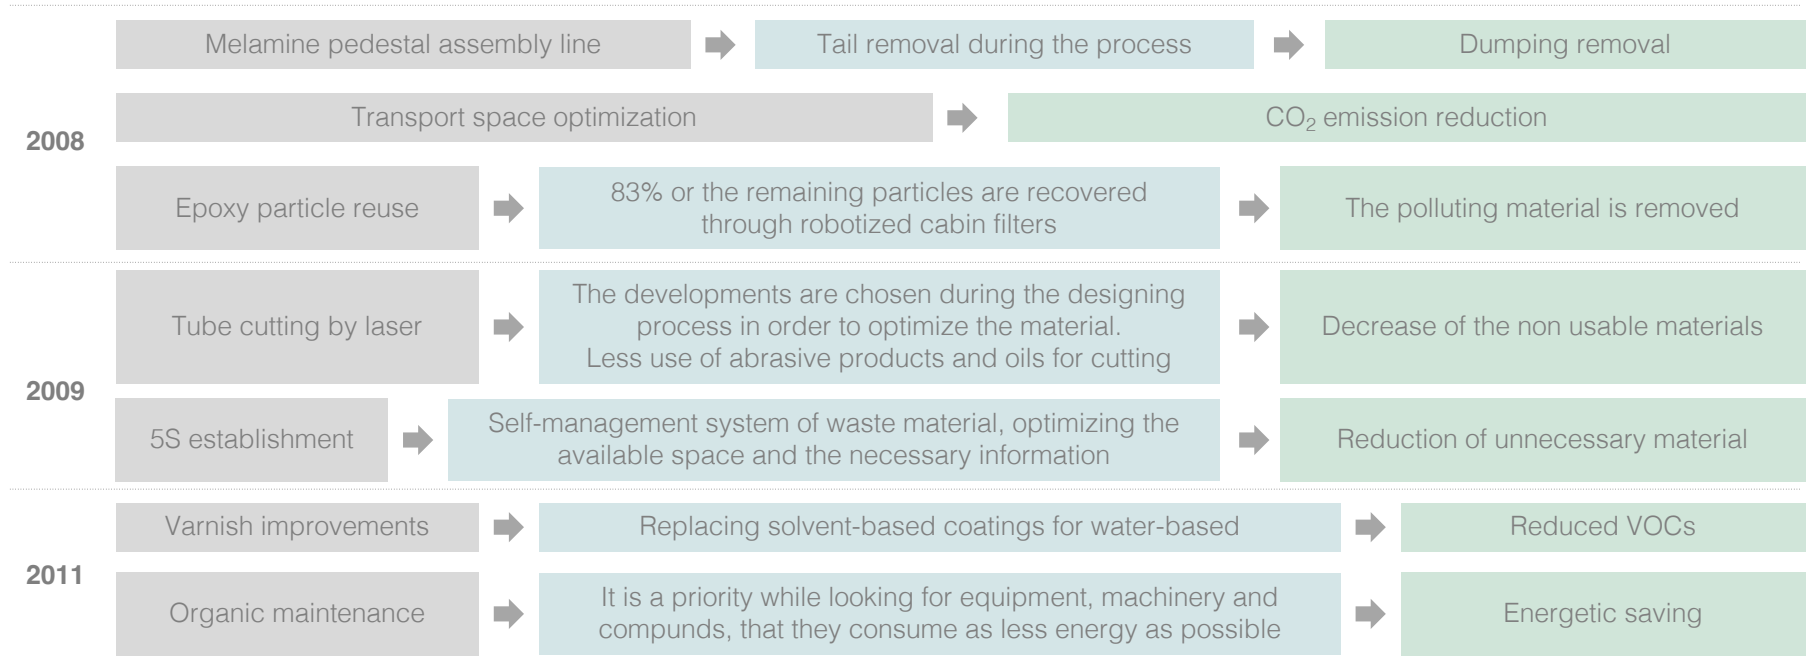 Melamine pedestal assembly line
Tail removal during the process
Dumping removal
2008
Transport space optimization
CO₂ emission reduction
Epoxy particle reuse
83% or the remaining particles are recovered
through robotized cabin filters
The polluting material is removed
2009
Tube cutting by laser
The developments are chosen during the designing
process in order to optimize the material.
Less use of abrasive products and oils for cutting
Decrease of the non usable materials
5S establishment
Self-management system of waste material, optimizing the
available space and the necessary information
Reduction of unnecessary material
2011
Varnish improvements
Replacing solvent-based coatings for water-based
Reduced VOCs
Organic maintenance
It is a priority while looking for equipment, machinery and
compunds, that they consume as less energy as possible
Energetic saving